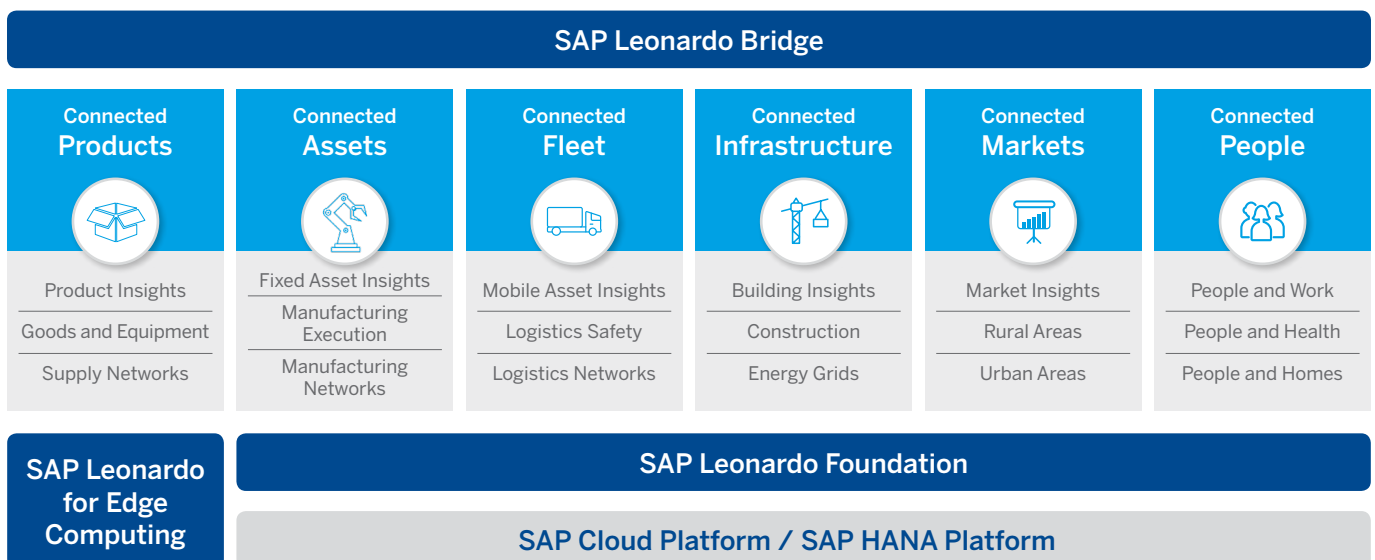 SAP Leonardo Bridge
Connected
Products
Product Insights
Goods and Equipment
Supply Networks
Connected
Assets
Fixed Asset Insights
Manufacturing
Execution
Manufacturing
Networks
Connected
Fleet
Mobile Asset Insights
Logistics Safety
Logistics Networks
Connected
Infrastructure
Building Insights
Construction
Energy Grids
Connected
Markets
Market Insights
Rural Areas
Urban Areas
Connected
People
People and Work
People and Health
People and Homes
SAP Leonardo
for Edge
Computing
SAP Leonardo Foundation
SAP Cloud Platform / SAP HANA Platform